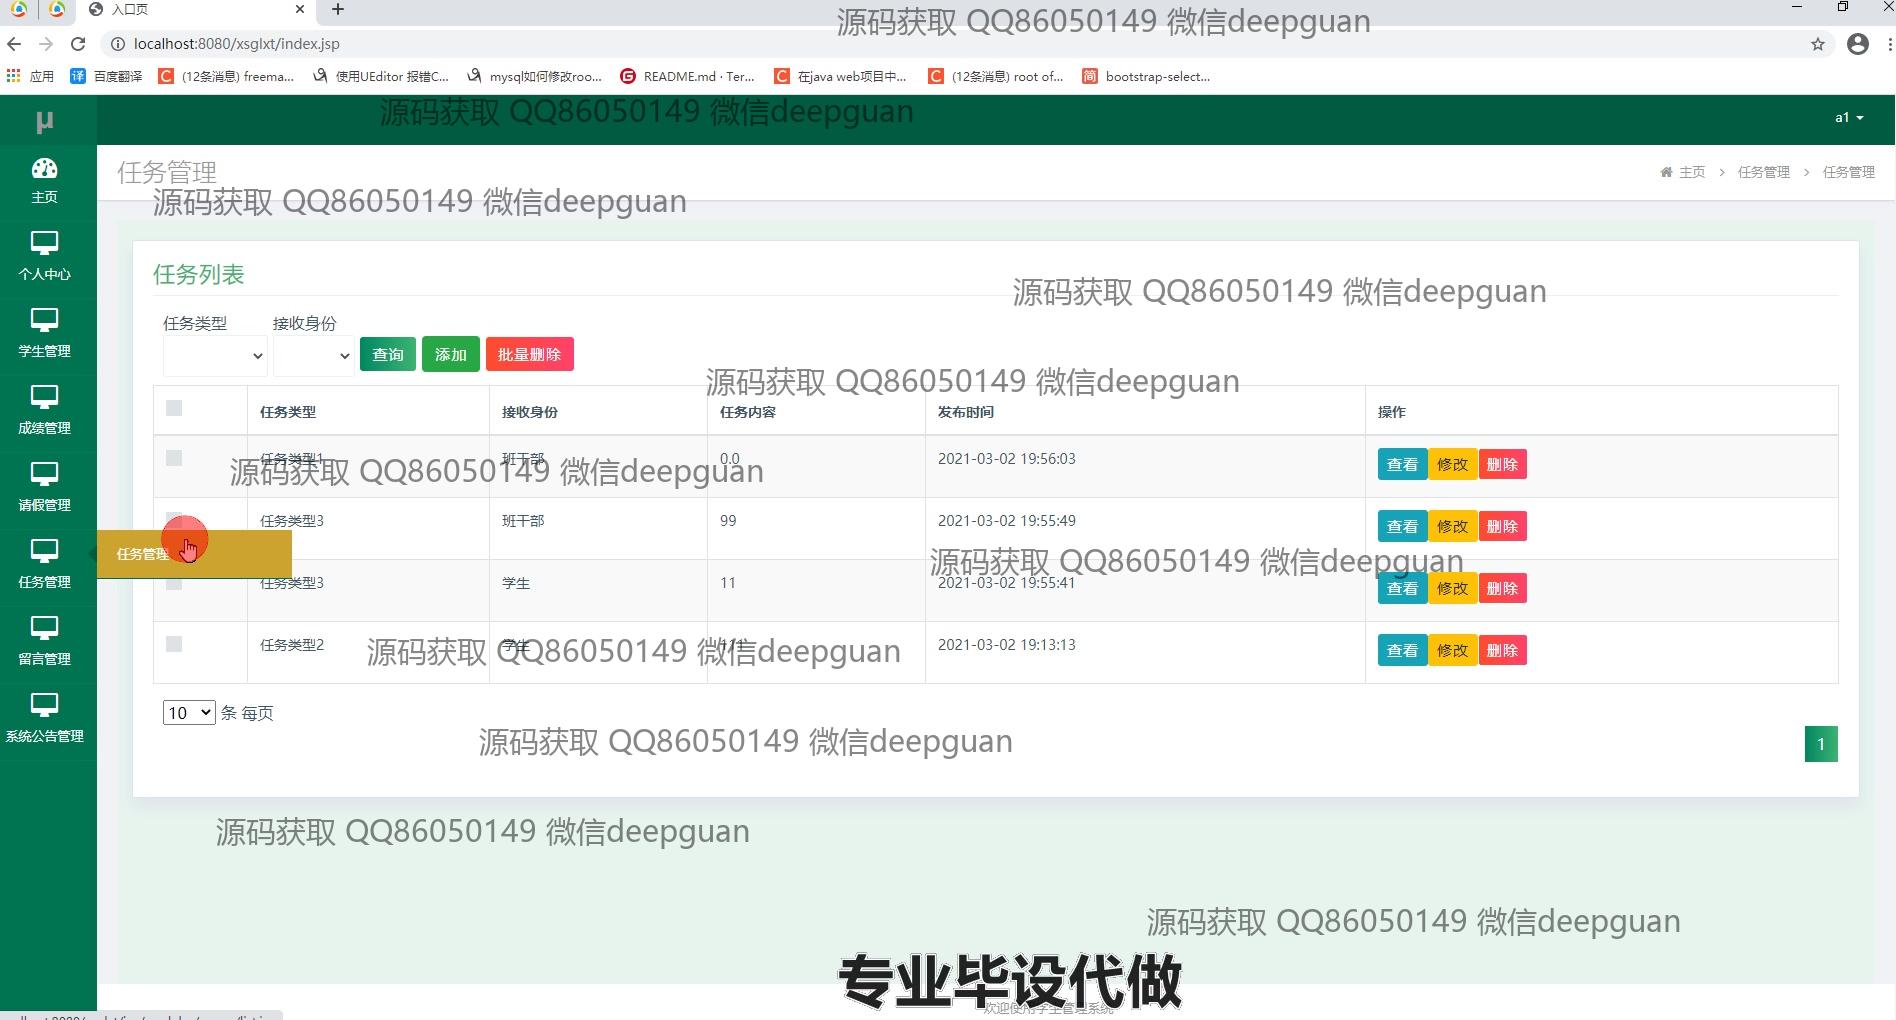 入口页
源码获取 QQ86050149 微信deepguan
localhost:8080/xsglxt/index.jsp
应用 百度翻译 (12条消息) freema... 使用UEditor 报错C... mysql如何修改roo... README.md · Ter... 在java web项目中... (12条消息) root of... bootstrap-select...
μ
源码获取 QQ86050149 微信deepguan
a1
主页
个人中心
学生管理
成绩管理
请假管理
任务管理
留言管理
系统公告管理
任务管理
主页 > 任务管理 > 任务管理
源码获取 QQ86050149 微信deepguan
任务列表
源码获取 QQ86050149 微信deepguan
任务类型 接收身份
查询 添加 批量删除
源码获取 QQ86050149 微信deepguan
任务类型 接收身份 任务内容 发布时间 操作
任务类型1 班干部 0.0 2021-03-02 19:56:03 查看 修改 删除
源码获取 QQ86050149 微信deepguan
任务类型3 班干部 99 2021-03-02 19:55:49 查看 修改 删除
任务管理
源码获取 QQ86050149 微信deepguan
任务类型3 学生 11 2021-03-02 19:55:41 查看 修改 删除
任务类型2 学生 2021-03-02 19:13:13 查看 修改 删除
源码获取 QQ86050149 微信deepguan
10 条 每页
源码获取 QQ86050149 微信deepguan
1
源码获取 QQ86050149 微信deepguan
源码获取 QQ86050149 微信deepguan
专业毕设代做
欢迎使用学生管理系统